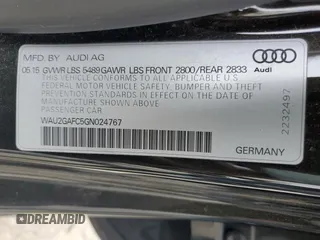 MFD. BY AUDI AG
05.15 GVWR LBS 5489 GAWR LBS FRONT 2800/REAR 2833
Audi
THIS VEHICLE CONFORMS TO ALL APPLICABLE U.S.
FEDERAL MOTOR VEHICLE SAFETY, BUMPER AND THEFT
PREVENTION STANDARDS IN EFFECT ON THE DATE OF
MANUFACTURE SHOWN ABOVE
PASSENGER CAR
WAU2GAFC5GN024767
GERMANY
2232497
DREAMBID